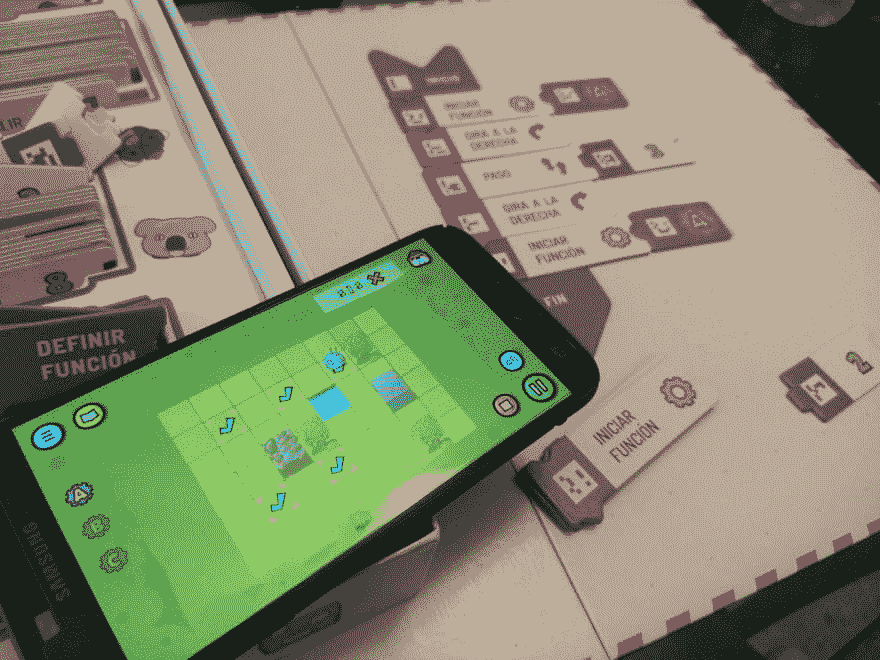 INICIAR
FUNCIÓN
A
GIRA A LA
DERECHA
PASO
3
GIRA A LA
DERECHA
INICIAR
FUNCIÓN
A
FIN
8
DEFINIR
FUNCIÓN
A
B
C
SAMSUNG
INICIAR
FUNCIÓN
2